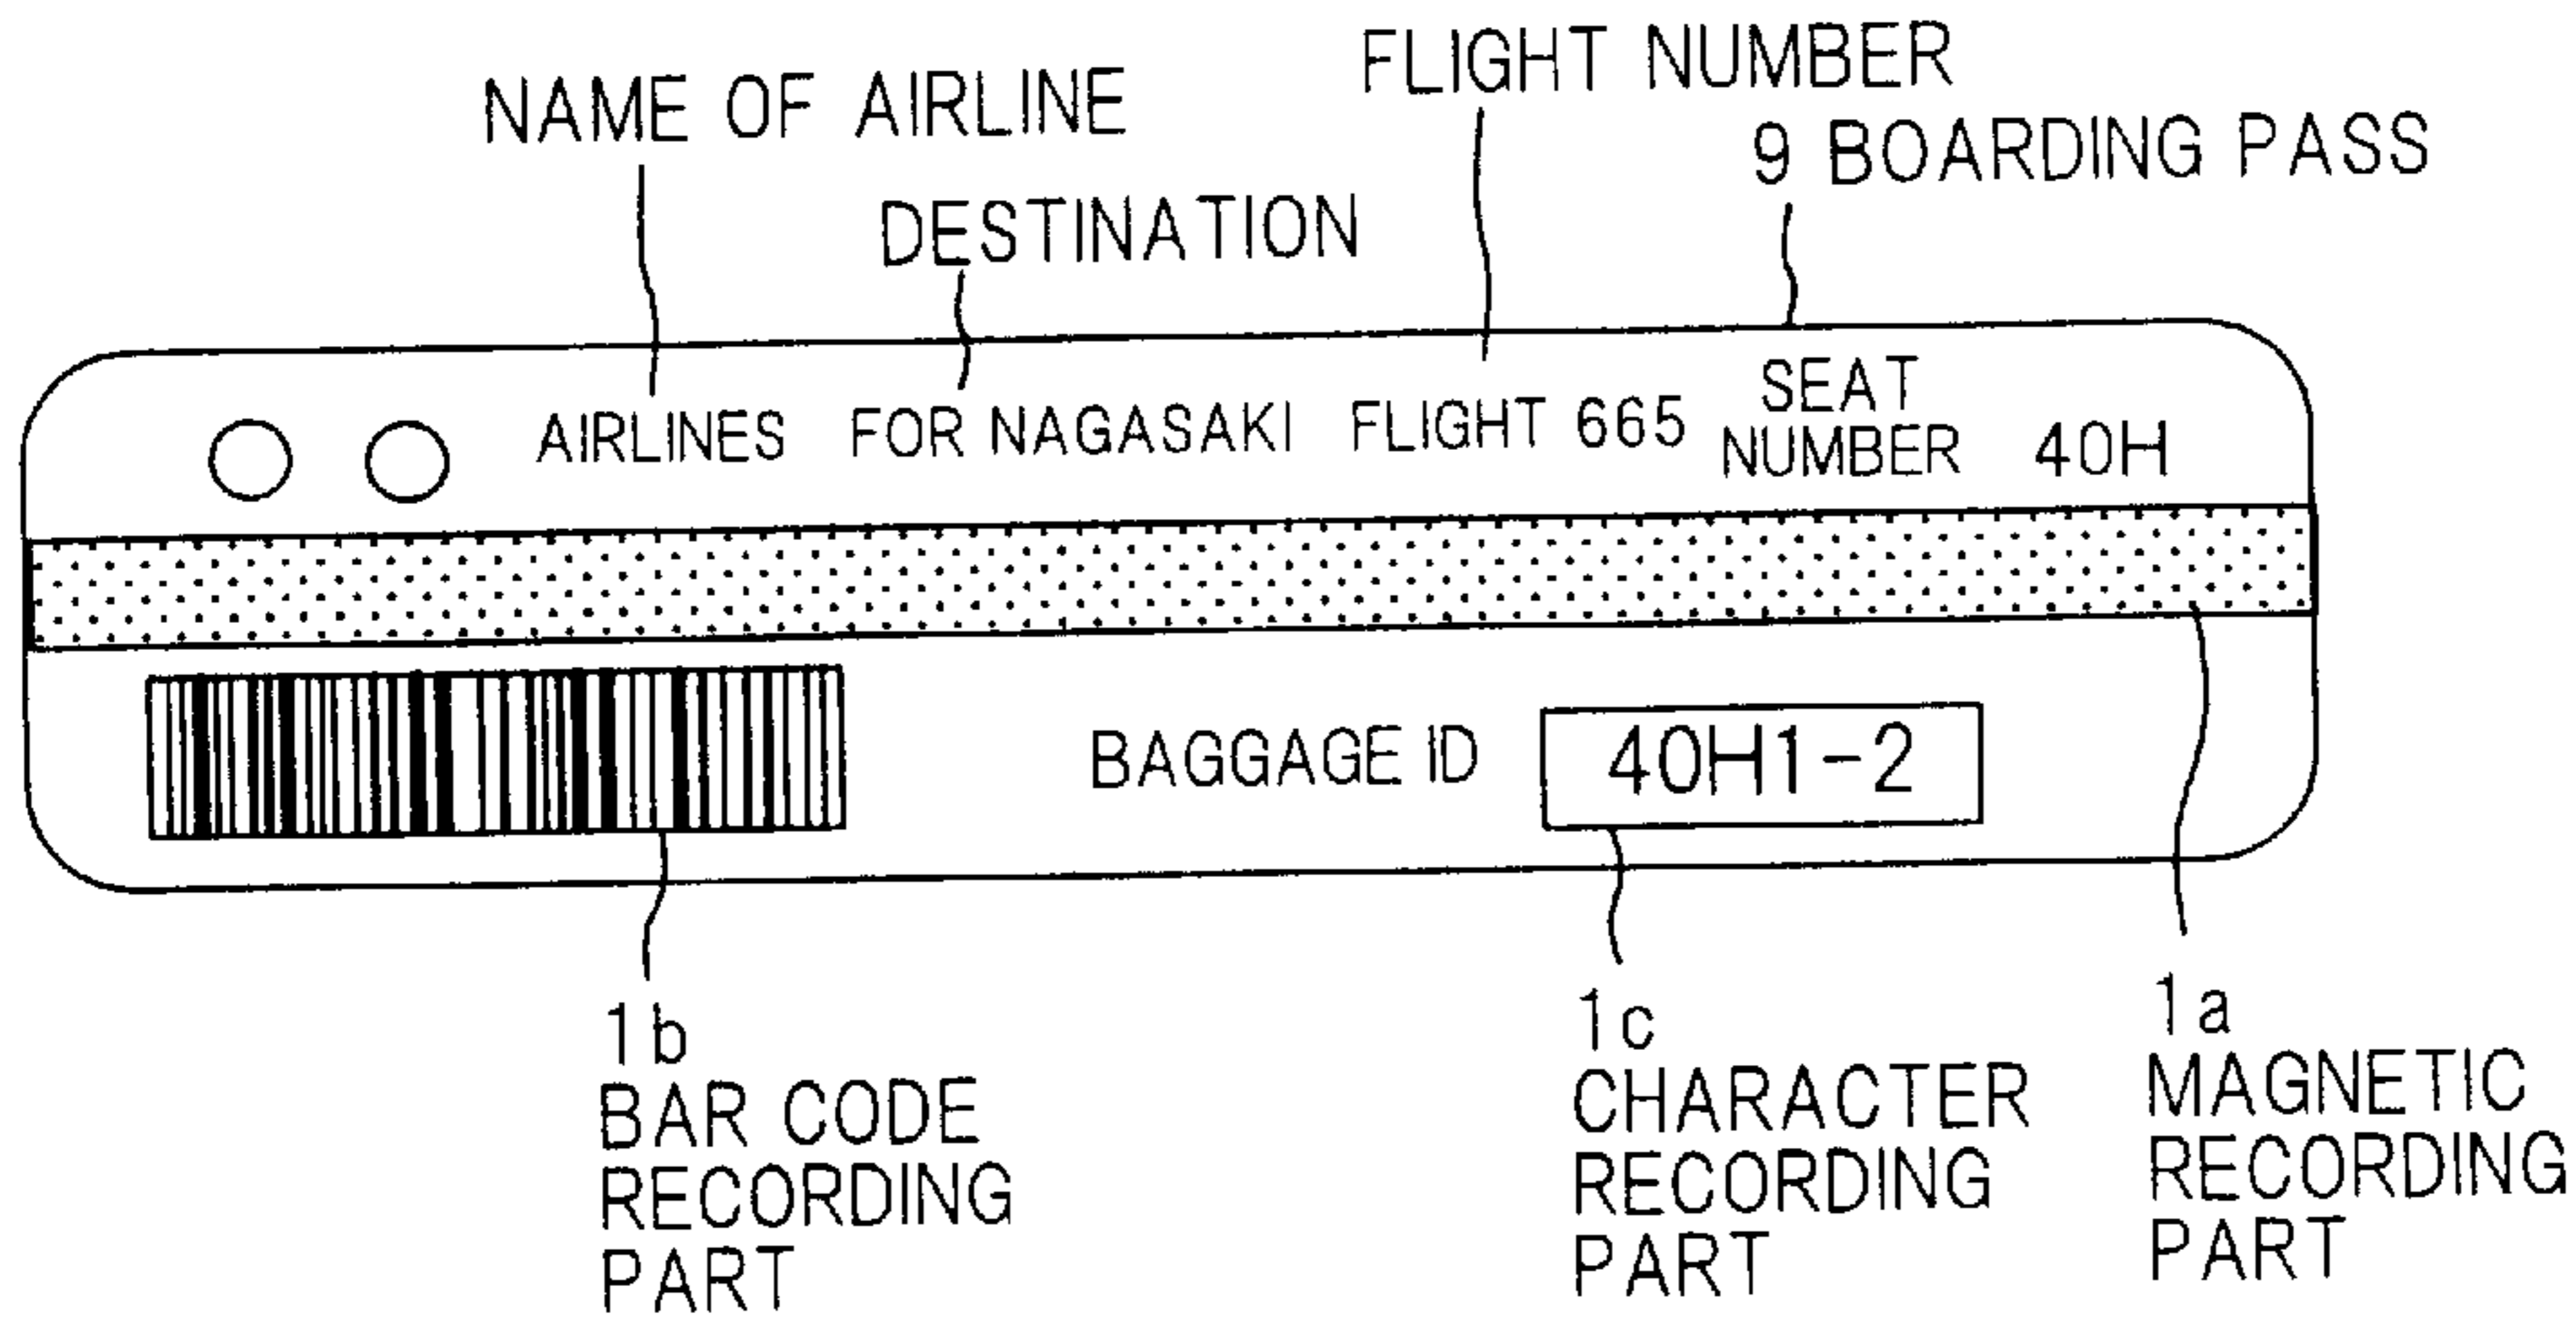 FLIGHT NUMBER
NAME OF AIRLINE
9 BOARDING PASS
DESTINATION
AIRLINES FOR NAGASAKI FLIGHT 665 SEAT NUMBER 40H
BAGGAGE ID 40H1-2
1b
BAR CODE
RECORDING
PART
1c
CHARACTER
RECORDING
PART
1a
MAGNETIC
RECORDING
PART